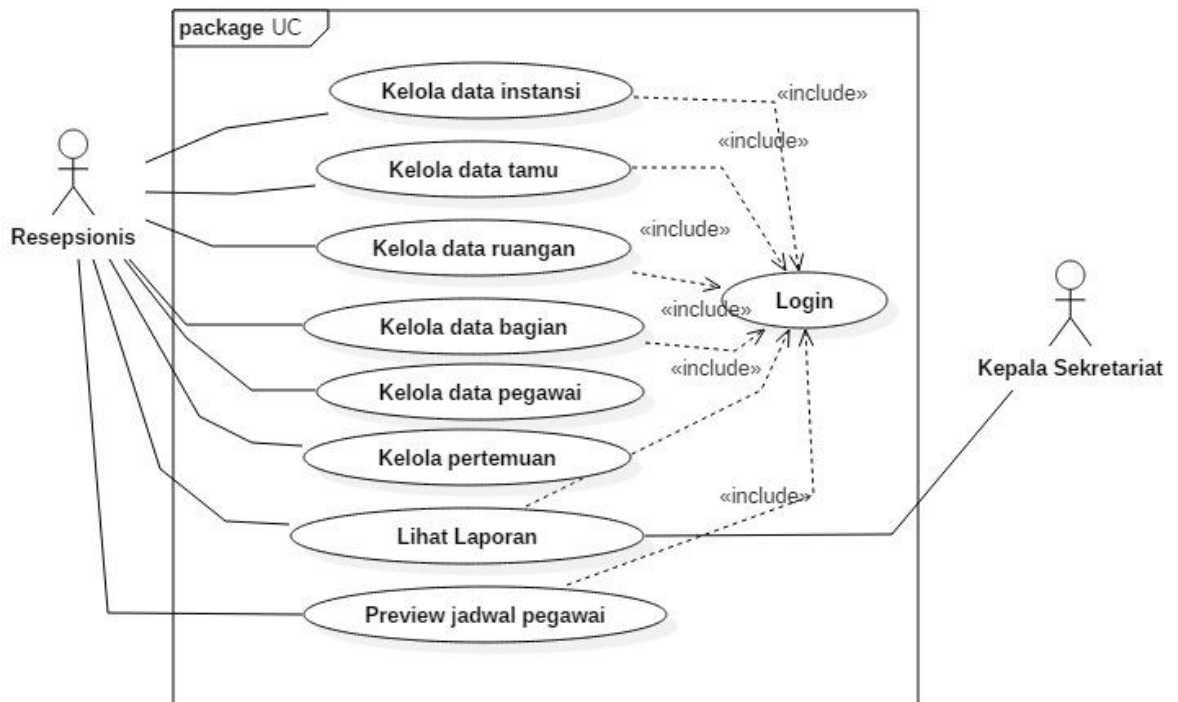 package UC
Kelola data instansi
«include»
«include»
Kelola data tamu
Resepsionis
«include»
Kelola data ruangan
Login
«include»
Kelola data bagian
Kepala Sekretariat
«include»
Kelola data pegawai
Kelola pertemuan
«include»
Lihat Laporan
Preview jadwal pegawai